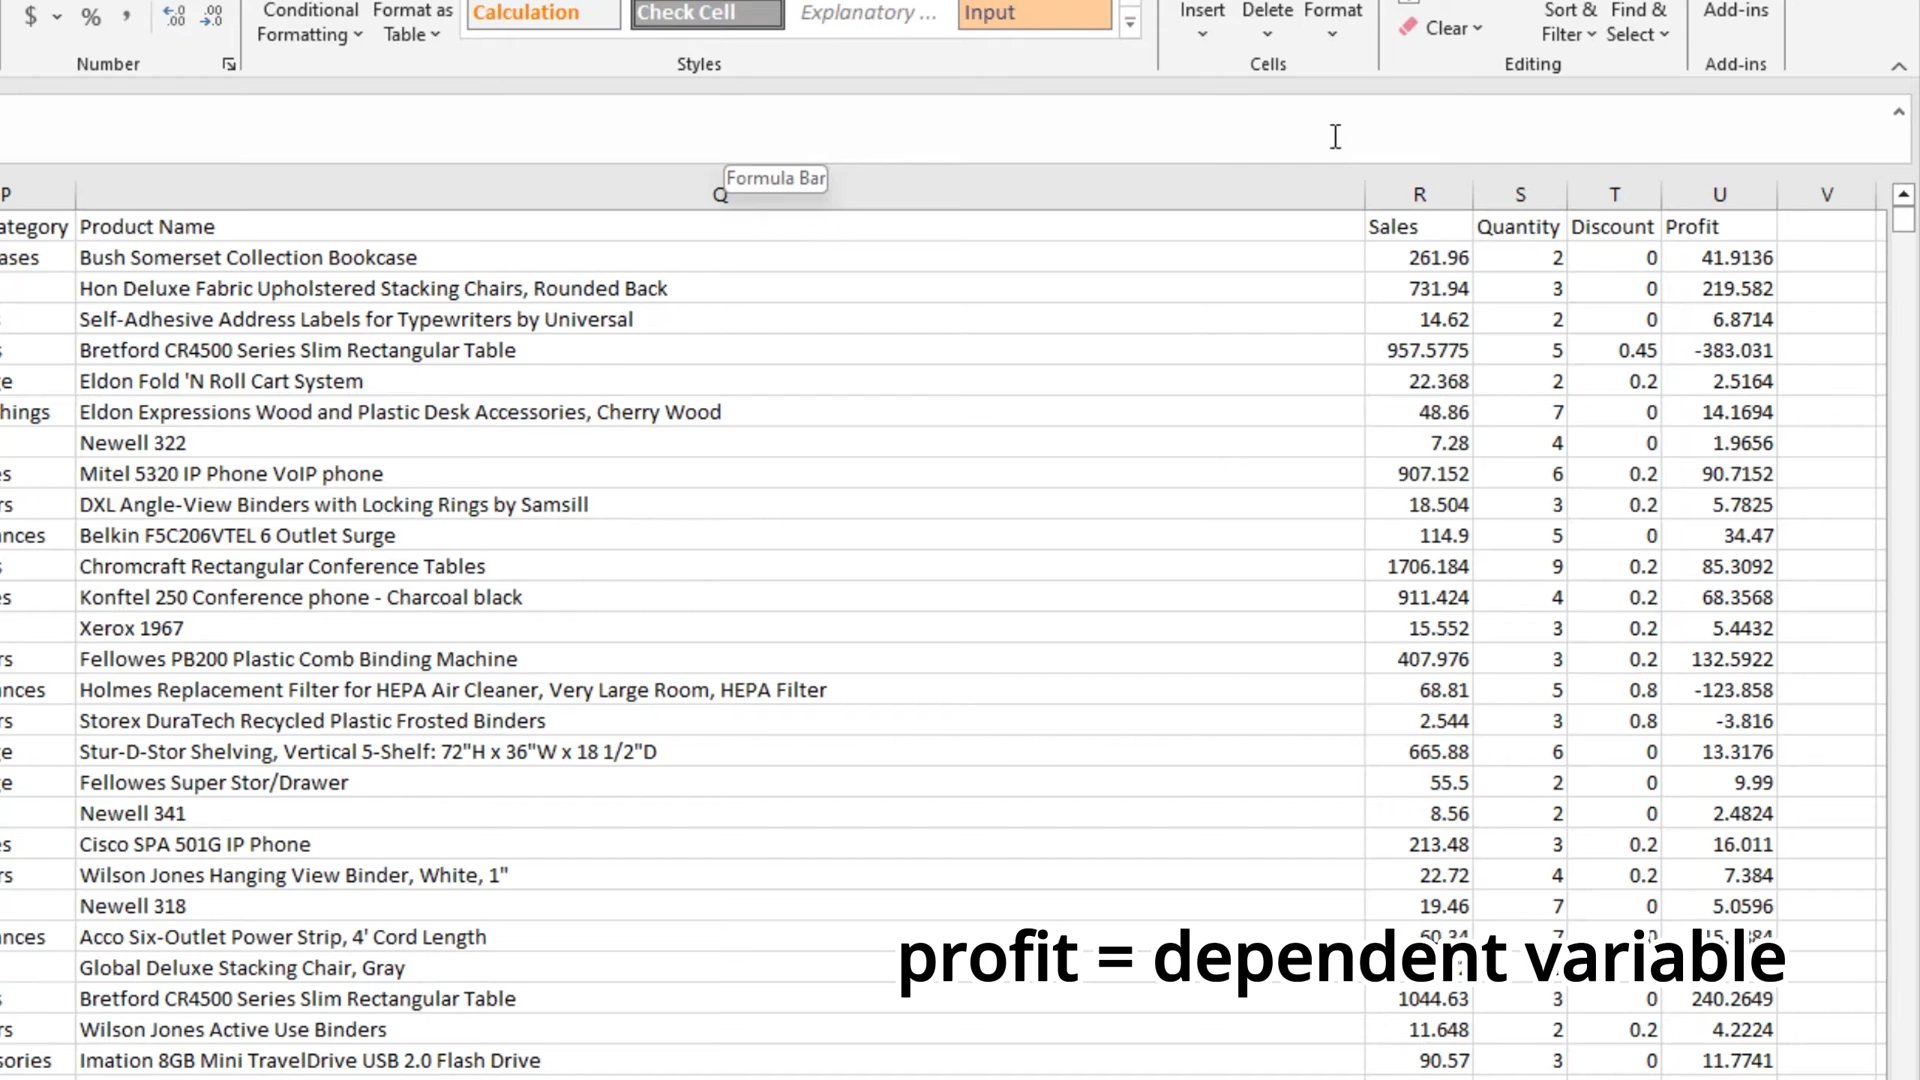 $ % , .00 .00
Conditional Formatting
Format as Table
Calculation Check Cell Explanatory ... Input
Insert Delete Format
Clear
Sort & Filter
Find & Select
Add-ins
Number Styles Cells Editing Add-ins
Formula Bar
P Q R S T U V
ategory Product Name Sales Quantity Discount Profit
ases Bush Somerset Collection Bookcase 261.96 2 0 41.9136
Hon Deluxe Fabric Upholstered Stacking Chairs, Rounded Back 731.94 3 0 219.582
Self-Adhesive Address Labels for Typewriters by Universal 14.62 2 0 6.8714
s Bretford CR4500 Series Slim Rectangular Table 957.5775 5 0.45 -383.031
ge Eldon Fold 'N Roll Cart System 22.368 2 0.2 2.5164
hings Eldon Expressions Wood and Plastic Desk Accessories, Cherry Wood 48.86 7 0 14.1694
Newell 322 7.28 4 0 1.9656
es Mitel 5320 IP Phone VoIP phone 907.152 6 0.2 90.7152
rs DXL Angle-View Binders with Locking Rings by Samsill 18.504 3 0.2 5.7825
nces Belkin F5C206VTEL 6 Outlet Surge 114.9 5 0 34.47
s Chromcraft Rectangular Conference Tables 1706.184 9 0.2 85.3092
es Konftel 250 Conference phone - Charcoal black 911.424 4 0.2 68.3568
Xerox 1967 15.552 3 0.2 5.4432
rs Fellowes PB200 Plastic Comb Binding Machine 407.976 3 0.2 132.5922
nces Holmes Replacement Filter for HEPA Air Cleaner, Very Large Room, HEPA Filter 68.81 5 0.8 -123.858
rs Storex DuraTech Recycled Plastic Frosted Binders 2.544 3 0.8 -3.816
ge Stur-D-Stor Shelving, Vertical 5-Shelf: 72"H x 36"W x 18 1/2"D 665.88 6 0 13.3176
ge Fellowes Super Stor/Drawer 55.5 2 0 9.99
Newell 341 8.56 2 0 2.4824
es Cisco SPA 501G IP Phone 213.48 3 0.2 16.011
rs Wilson Jones Hanging View Binder, White, 1" 22.72 4 0.2 7.384
Newell 318 19.46 7 0 5.0596
nces Acco Six-Outlet Power Strip, 4' Cord Length 60.34 7
profit = dependent variable
Global Deluxe Stacking Chair, Gray
s Bretford CR4500 Series Slim Rectangular Table 1044.63 3 0 240.2649
rs Wilson Jones Active Use Binders 11.648 2 0.2 4.2224
sories Imation 8GB Mini TravelDrive USB 2.0 Flash Drive 90.57 3 0 11.7741